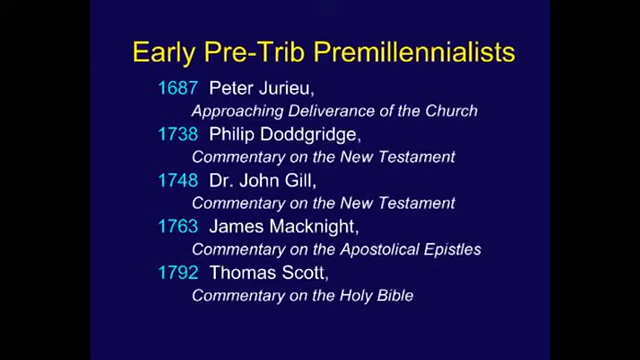 Early Pre-Trib Premillennialists
1687 Peter Jurieu,
Approaching Deliverance of the Church
1738 Philip Doddgridge,
Commentary on the New Testament
1748 Dr. John Gill,
Commentary on the New Testament
1763 James Macknight,
Commentary on the Apostolical Epistles
1792 Thomas Scott,
Commentary on the Holy Bible